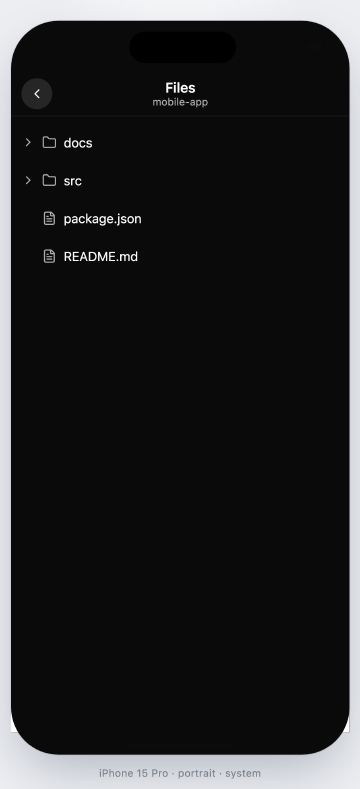 Files
mobile-app
docs
src
package.json
README.md
iPhone 15 Pro · portrait · system